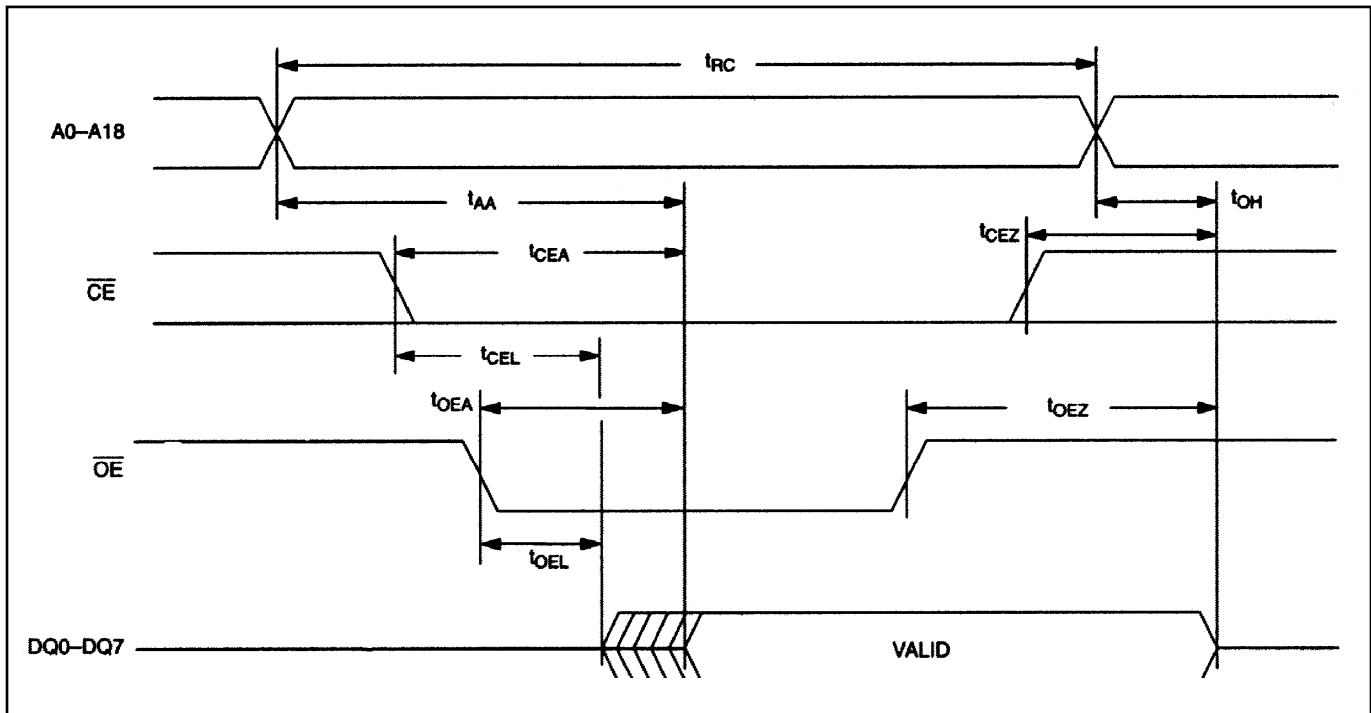 tRC
A0–A18
tAA
tOH
tCEA
tCEZ
CE
tCEL
tOEA
tOEZ
OE
tOEL
DQ0–DQ7
VALID